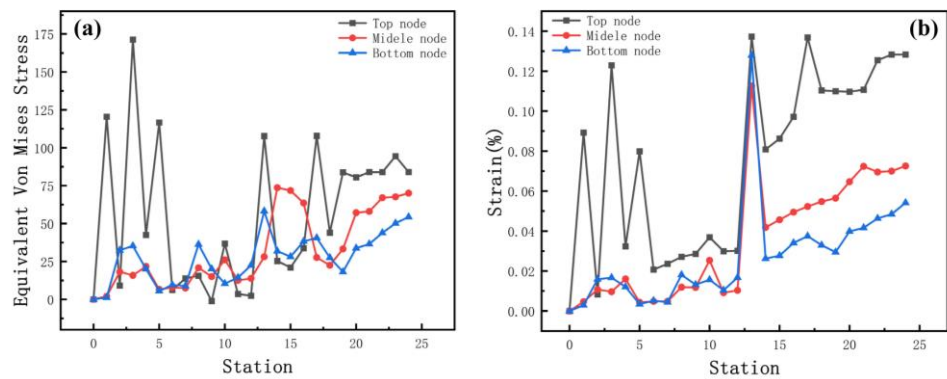 (a)
Top node
Midele node
Bottom node
Equivalent Von Mises Stress
175
150
125
100
75
50
25
0
0 5 10 15 20 25
Station
(b)
Top node
Midele node
Bottom node
Strain(%)
0.14
0.12
0.10
0.08
0.06
0.04
0.02
0.00
0 5 10 15 20 25
Station